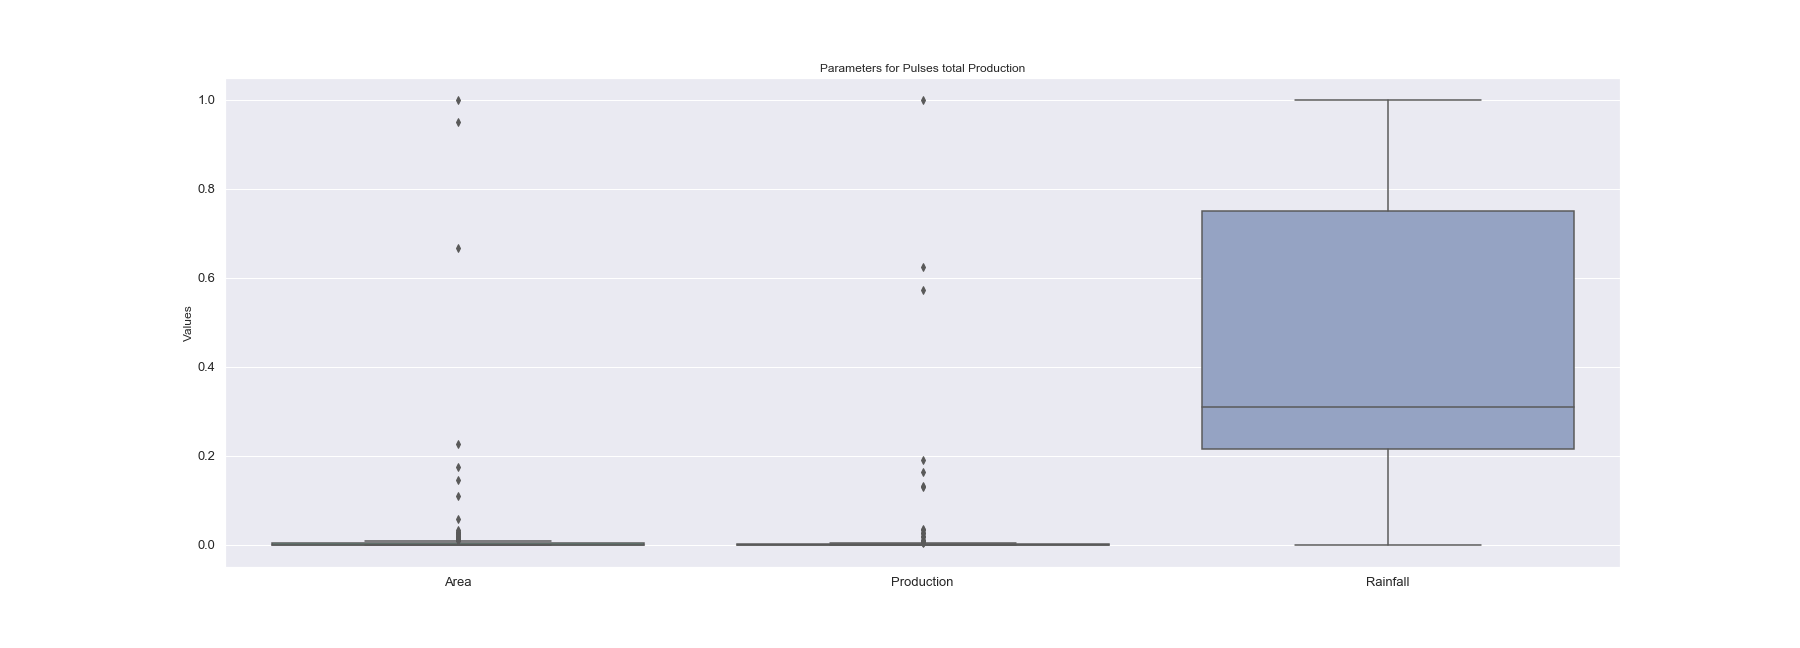 Parameters for Pulses total Production
1.0
0.8
0.6
0.4
0.2
0.0
Values
Area Production Rainfall